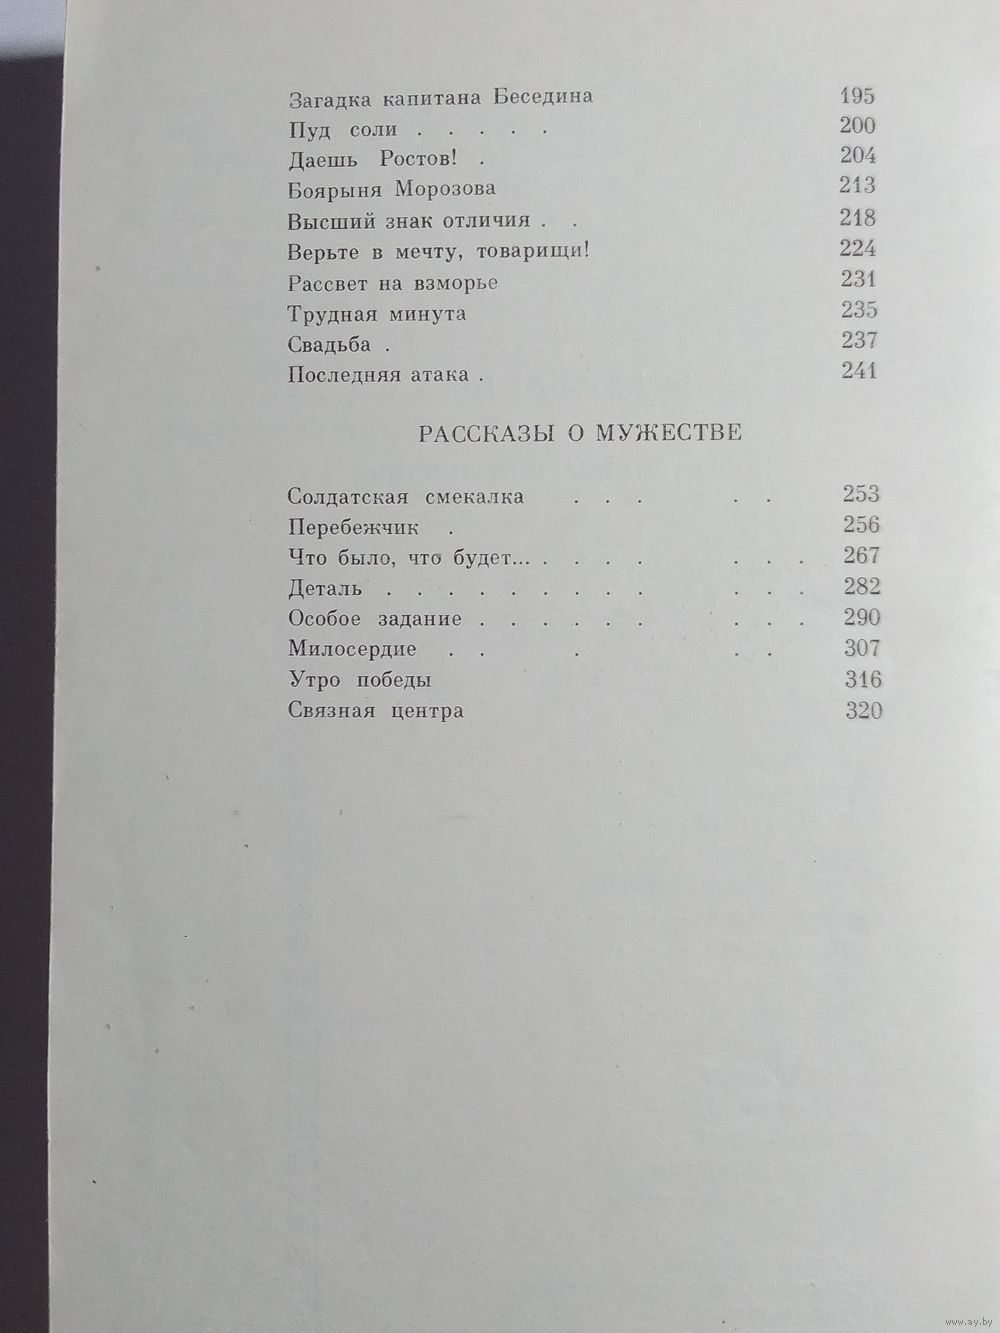 Загадка капитана Беседина 195
Пуд соли . . . . . 200
Даешь Ростов! . 204
Боярыня Морозова 213
Высший знак отличия . . 218
Верьте в мечту, товарищи! 224
Рассвет на взморье 231
Трудная минута 235
Свадьба . 237
Последняя атака . 241
РАССКАЗЫ О МУЖЕСТВЕ
Солдатская смекалка . . . . . 253
Перебежчик . 256
Что было, что будет... . . . . . . . 267
Деталь . . . . . . . . . . . . 282
Особое задание . . . . . . . . . 290
Милосердие . . . . . 307
Утро победы 316
Связная центра 320
www.ay.by